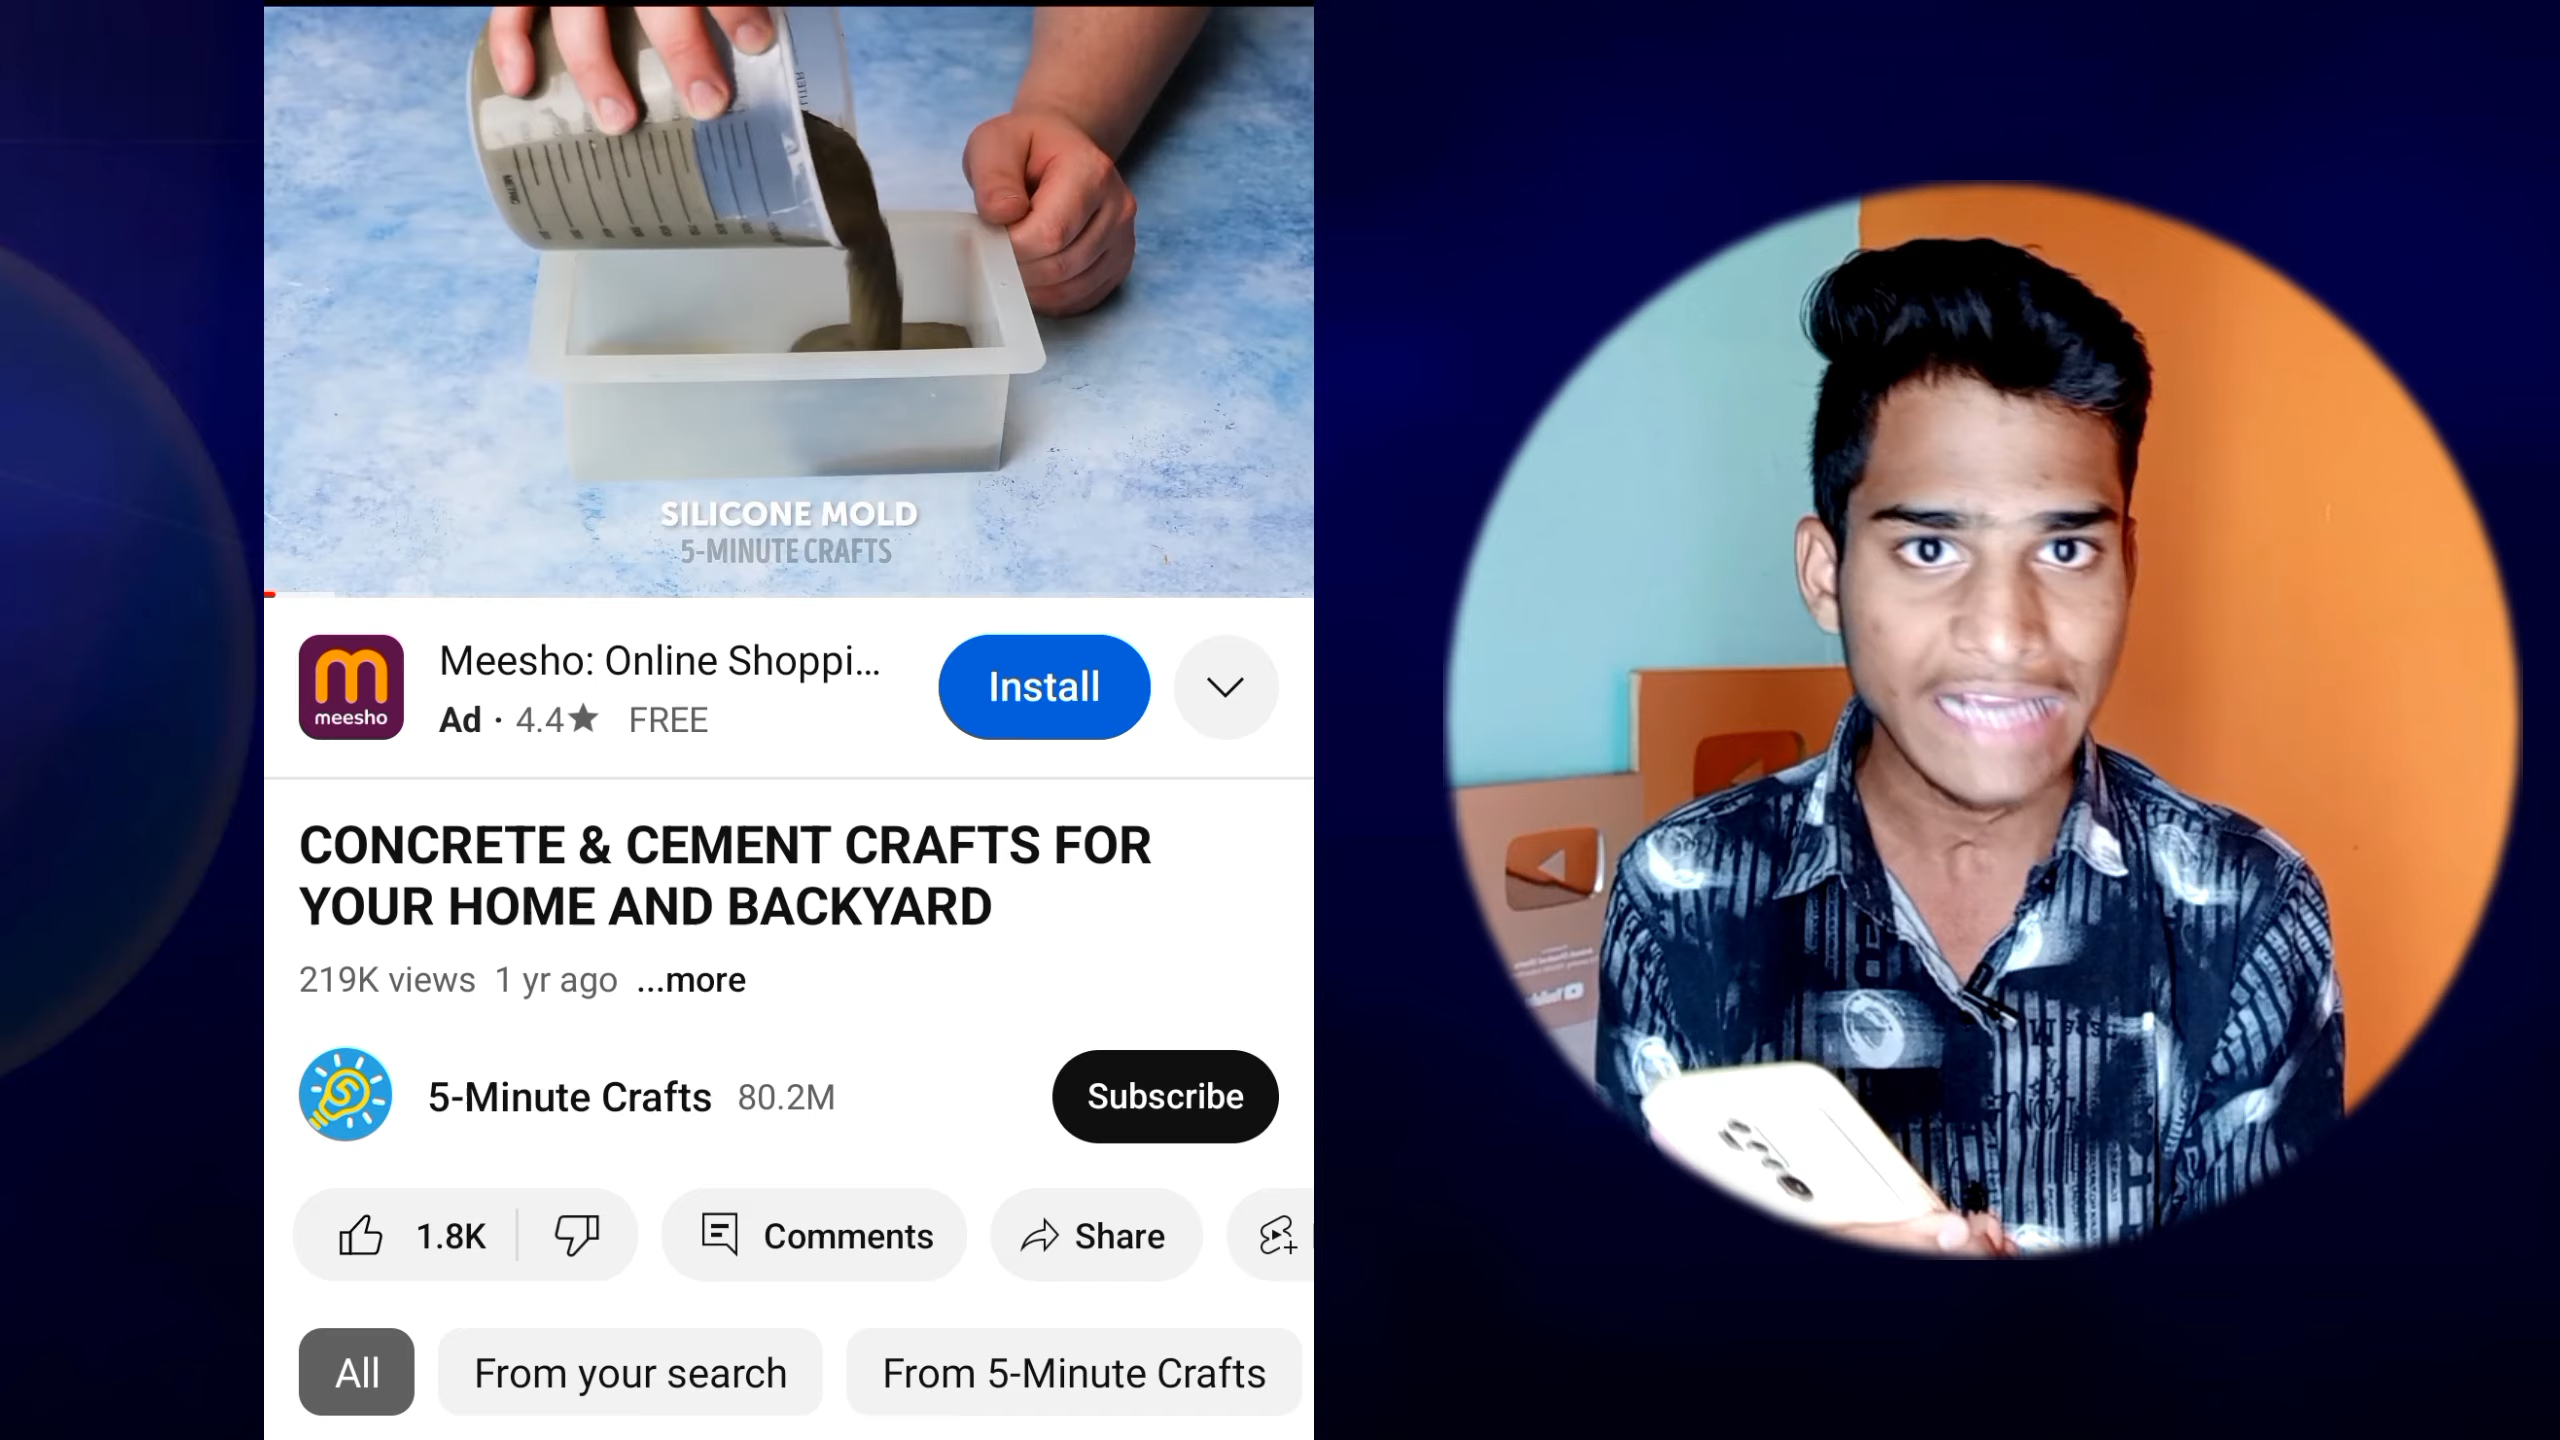 SILICONE MOLD
5-MINUTE CRAFTS
meesho
Meesho: Online Shoppi...
Ad · 4.4★ FREE
Install
CONCRETE & CEMENT CRAFTS FOR
YOUR HOME AND BACKYARD
219K views 1 yr ago ...more
5-Minute Crafts 80.2M
Subscribe
1.8K
Comments
Share
All
From your search
From 5-Minute Crafts